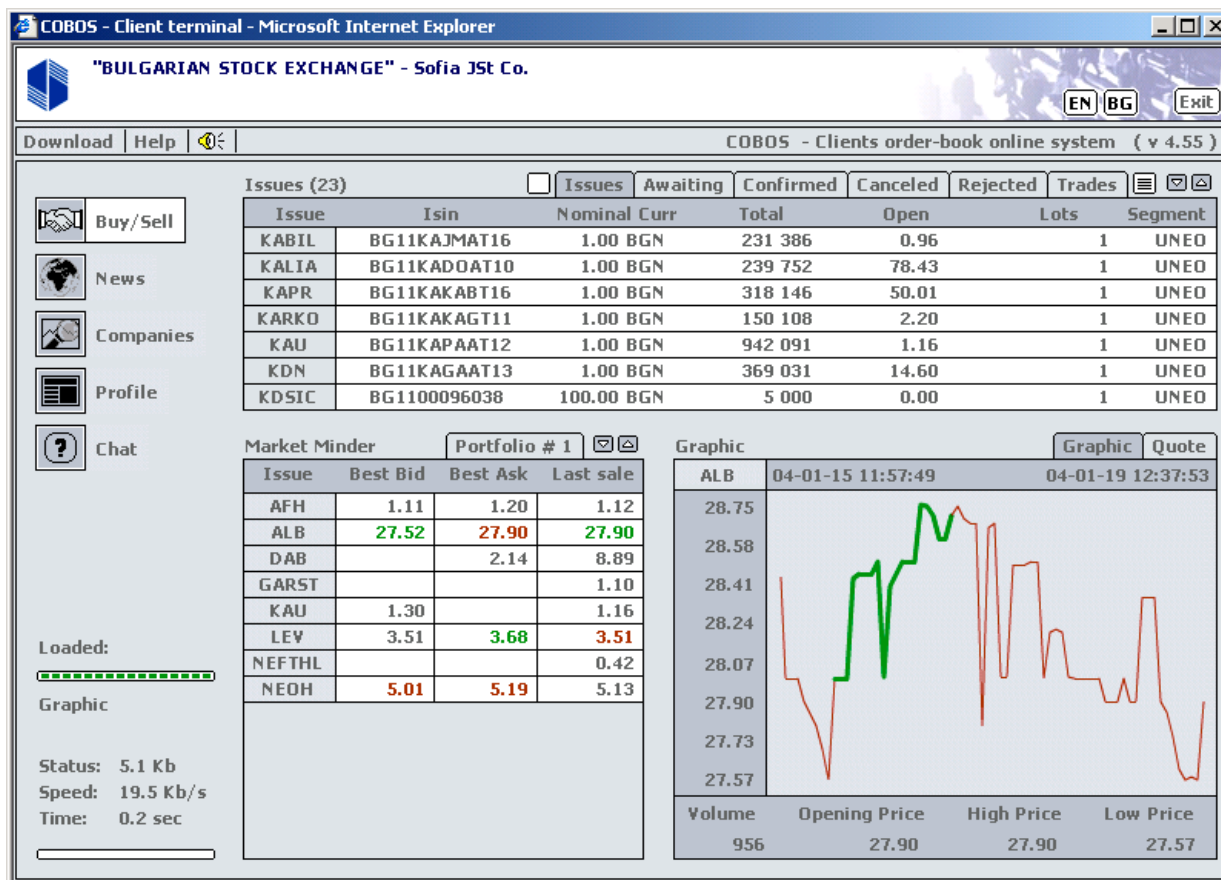 COBOS - Client terminal - Microsoft Internet Explorer
"BULGARIAN STOCK EXCHANGE" - Sofia JSt Co.
EN BG Exit
Download Help COBOS - Clients order-book online system ( v 4.55 )
Issues (23) Issues Awaiting Confirmed Canceled Rejected Trades
Issue Isin Nominal Curr Total Open Lots Segment
KABIL BG11KAJMAT16 1.00 BGN 231 386 0.96 1 UNEO
KALIA BG11KADOAT10 1.00 BGN 239 752 78.43 1 UNEO
KAPR BG11KAKABT16 1.00 BGN 318 146 50.01 1 UNEO
KARKO BG11KAKAGT11 1.00 BGN 150 108 2.20 1 UNEO
KAU BG11KAPAAT12 1.00 BGN 942 091 1.16 1 UNEO
KDN BG11KAGAAT13 1.00 BGN 369 031 14.60 1 UNEO
KDSIC BG1100096038 100.00 BGN 5 000 0.00 1 UNEO
Buy/Sell
News
Companies
Profile
? Chat
Loaded:
Graphic
Status: 5.1 Kb
Speed: 19.5 Kb/s
Time: 0.2 sec
Market Minder Portfolio # 1
Issue Best Bid Best Ask Last sale
AFH 1.11 1.20 1.12
ALB 27.52 27.90 27.90
DAB 2.14 8.89
GARST 1.10
KAU 1.30 1.16
LEV 3.51 3.68 3.51
NEFTHL 0.42
NEOH 5.01 5.19 5.13
Graphic Graphic Quote
ALB 04-01-15 11:57:49 04-01-19 12:37:53
28.75
28.58
28.41
28.24
28.07
27.90
27.73
27.57
Volume Opening Price High Price Low Price
956 27.90 27.90 27.57